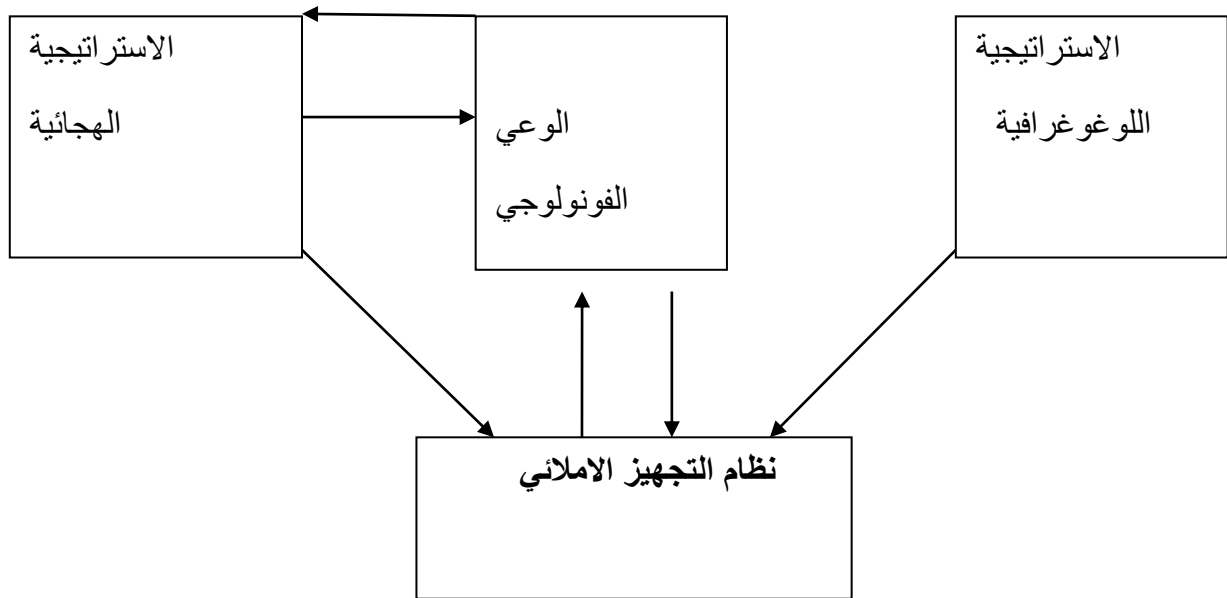 الاستراتيجية
اللوغوغرافية
الوعي
الفونولوجي
الاستراتيجية
الهجائية
نظام التجهيز الاملائي